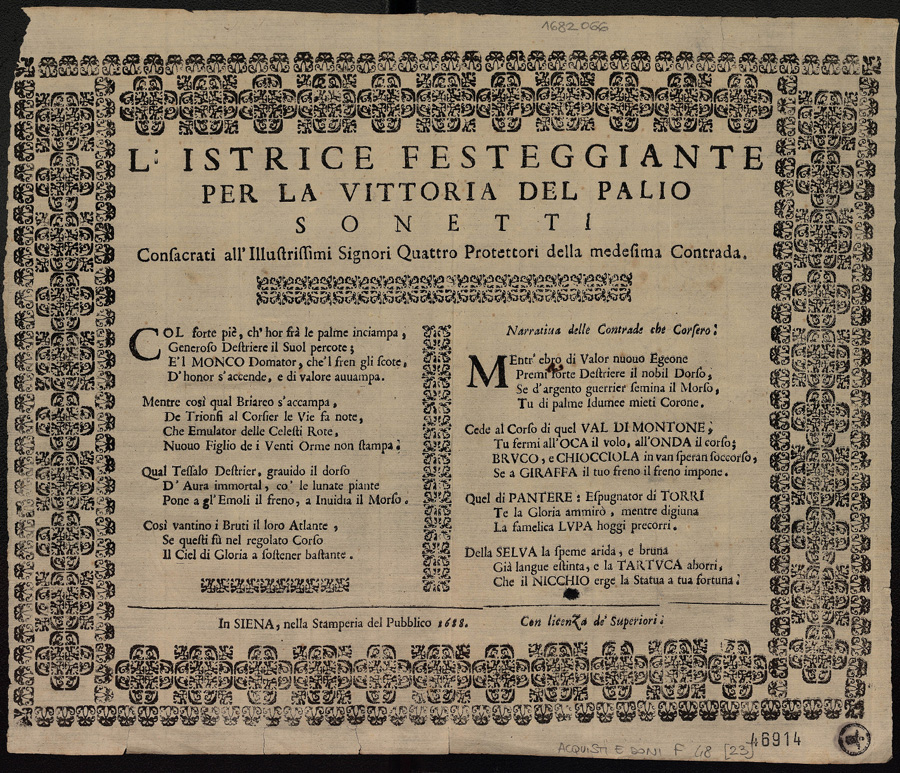 1682 066
L'. ISTRICE FESTEGGIANTE
PER LA VITTORIA DEL PALIO
SONETTI
Conſacrati all'Illuſtriſſimi Signori Quattro Protettori della medeſima Contrada.
COL forte piè, ch'hor frà le palme inciampa,
Generoſo Deſtriere il Suol percote;
E'l MONCO Domator, che'l fren gli ſcote,
D'honor s'accende, e di valore auuampa.
Mentre così qual Briareo s'accampa,
De Trionfi al Corſier le Vie fa note,
Che Emulator delle Celeſti Rote,
Nuouo Figlio de i Venti Orme non ſtampa.
Qual Teſſalo Deſtrier, grauido il dorſo
D'Aura immortal, co' le lunate piante
Pone a gl'Emoli il freno, a Inuidia il Morſo.
Così vantino i Bruti il loro Atlante,
Se queſti fù nel regolato Corſo
Il Ciel di Gloria a ſoſtener baſtante.
Narratiua delle Contrade che Corſero:
MEntr' ebro di Valor nuouo Egeone
Premi forte Deſtriere il nobil Dorſo,
Se d'argento guerrier ſemina il Morſo,
Tu di palme Idumee mieti Corone.
Cede al Corſo di quel VAL DI MONTONE,
Tu fermi all'OCA il volo, all'ONDA il corſo;
BRVCO, e CHIOCCIOLA in van ſperan ſoccorſo,
Se a GIRAFFA il tuo freno il freno impone.
Quel di PANTERE: Eſpugnator di TORRI
Te la Gloria ammirò, mentre digiuna
La famelica LVPA hoggi precorri.
Della SELVA la ſpeme arida, e bruna
Già langue eſtinta, e la TARTVCA aborri,
Che il NICCHIO erge la Statua a tua fortuna.
In SIENA, nella Stamperia del Pubblico 1688.
Con licenza de' Superiori.
ACQUISTI E DONI F 48 [23]
46914